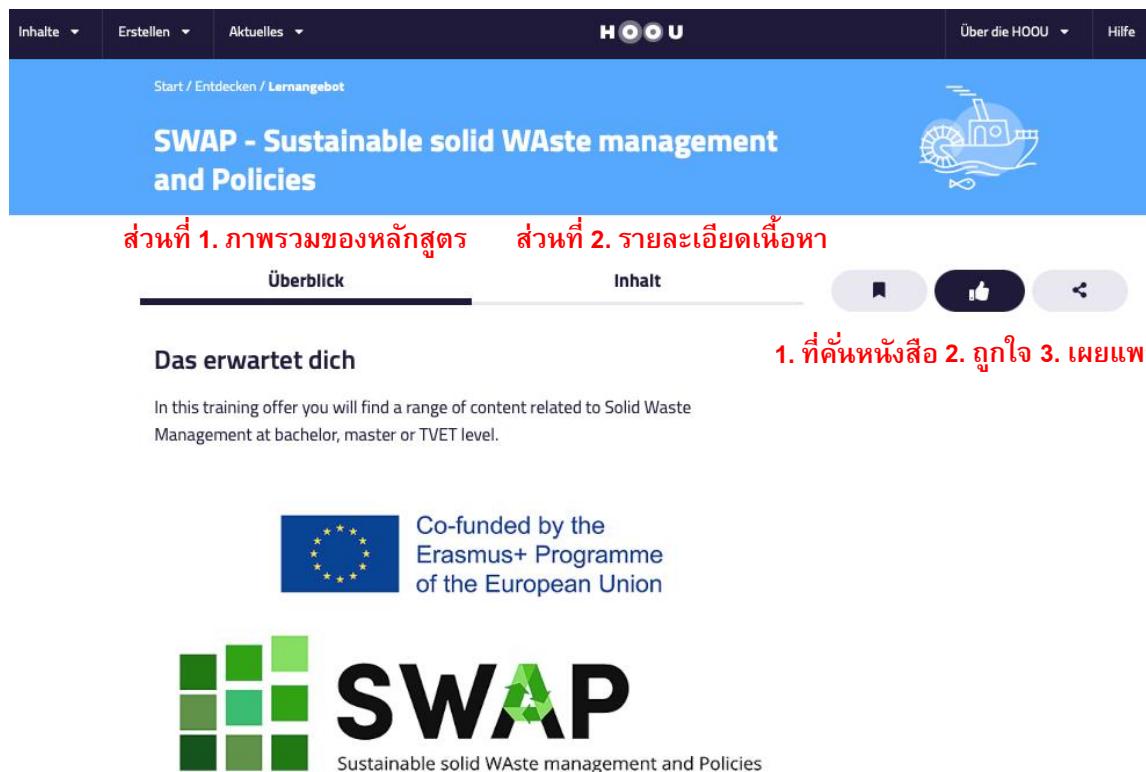 Inhalte Erstellen Aktuelles HOOU Über die HOOU Hilfe
Start / Entdecken / Lernangebot
SWAP - Sustainable solid WAste management
and Policies
ส่วนที่ 1. ภาพรวมของหลักสูตร ส่วนที่ 2. รายละเอียดเนื้อหา
Überblick Inhalt
Das erwartet dich
1. ที่คั่นหนังสือ 2. ถูกใจ 3. เผยแพ
In this training offer you will find a range of content related to Solid Waste
Management at bachelor, master or TVET level.
Co-funded by the
Erasmus+ Programme
of the European Union
SWAP
Sustainable solid WAste management and Policies